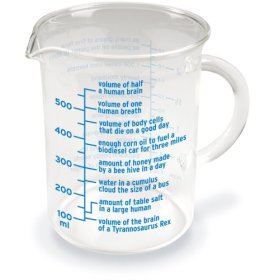 volume of half
a human brain
500
volume of one
human breath
volume of body cells
that die on a good day
400
enough corn oil to fuel a
biodiesel car for three miles
300
amount of honey made
by a bee hive in a day
200
water in a cumulus
cloud the size of a bus
amount of table salt
in a large human
100
ml
volume of the brain
of a Tyrannosaurus Rex